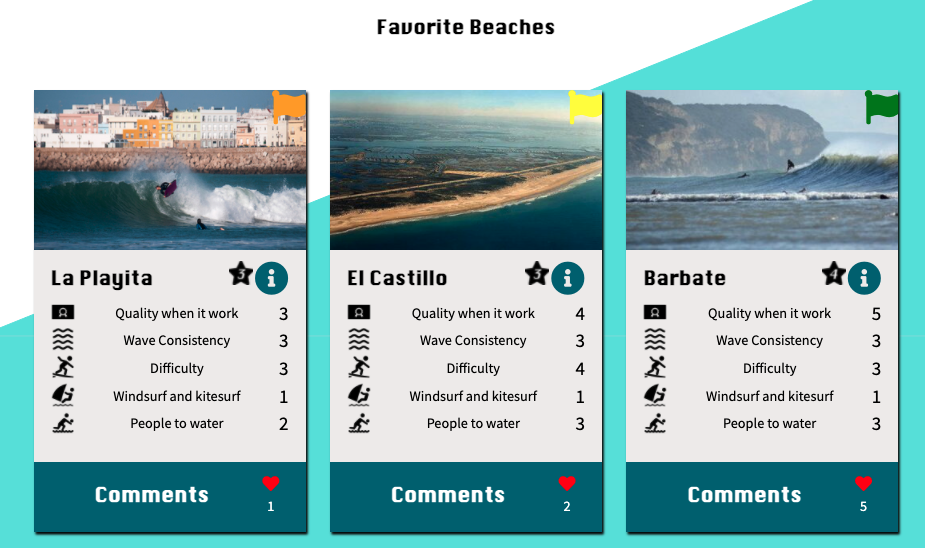 Favorite Beaches
La Playita 3 i
Quality when it work 3
Wave Consistency 3
Difficulty 3
Windsurf and kitesurf 1
People to water 2
Comments 1
El Castillo 3 i
Quality when it work 4
Wave Consistency 3
Difficulty 4
Windsurf and kitesurf 1
People to water 3
Comments 2
Barbate 4 i
Quality when it work 5
Wave Consistency 3
Difficulty 3
Windsurf and kitesurf 1
People to water 3
Comments 5